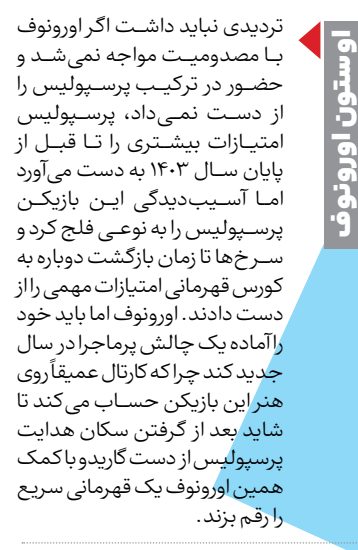 اوستون اورونوف
تردیدی نباید داشت اگر اورونوف
با مصدومیت مواجه نمی‌شد و
حضور در ترکیب پرسپولیس را
از دست نمی‌داد، پرسپولیس
امتیازات بیشتری را تا قبل از
پایان سال ۱۴۰۳ به دست می‌آورد
اما آسیب‌دیدگی این بازیکن
پرسپولیس را به نوعی فلج کرد و
سرخ‌ها تا زمان بازگشت دوباره به
کورس قهرمانی امتیازات مهمی را از
دست دادند. اورونوف اما باید خود
را آماده یک چالش پرماجرا در سال
جدید کند چرا که کارتال عمیقاً روی
هنر این بازیکن حساب می‌کند تا
شاید بعد از گرفتن سکان هدایت
پرسپولیس از دست گاریدو با کمک
همین اورونوف یک قهرمانی سریع
را رقم بزند.